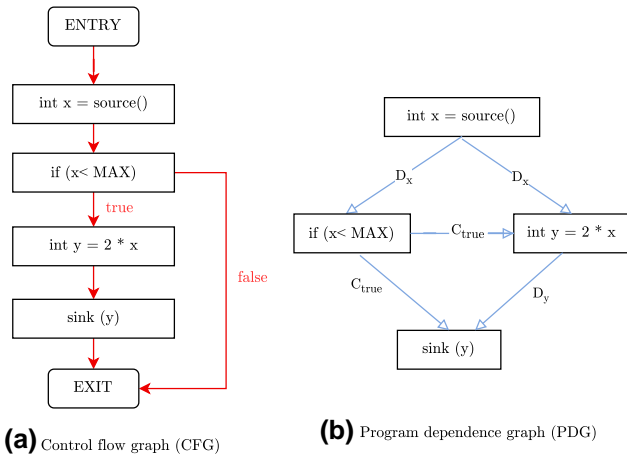 ENTRY
int x = source()
if (x< MAX)
true
int y = 2 * x
false
sink (y)
EXIT
(a) Control flow graph (CFG)
int x = source()
Dx
Dx
if (x< MAX)
Ctrue
int y = 2 * x
Ctrue
Dy
sink (y)
(b) Program dependence graph (PDG)